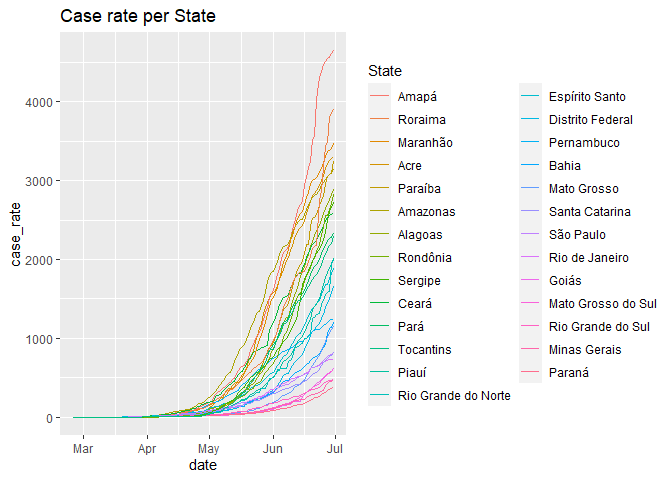 Case rate per State
case_rate
4000
3000
2000
1000
0
Mar
Apr
May
Jun
Jul
date
State
Amapá
Roraima
Maranhão
Acre
Paraíba
Amazonas
Alagoas
Rondônia
Sergipe
Ceará
Pará
Tocantins
Piauí
Rio Grande do Norte
Espírito Santo
Distrito Federal
Pernambuco
Bahia
Mato Grosso
Santa Catarina
São Paulo
Rio de Janeiro
Goiás
Mato Grosso do Sul
Rio Grande do Sul
Minas Gerais
Paraná